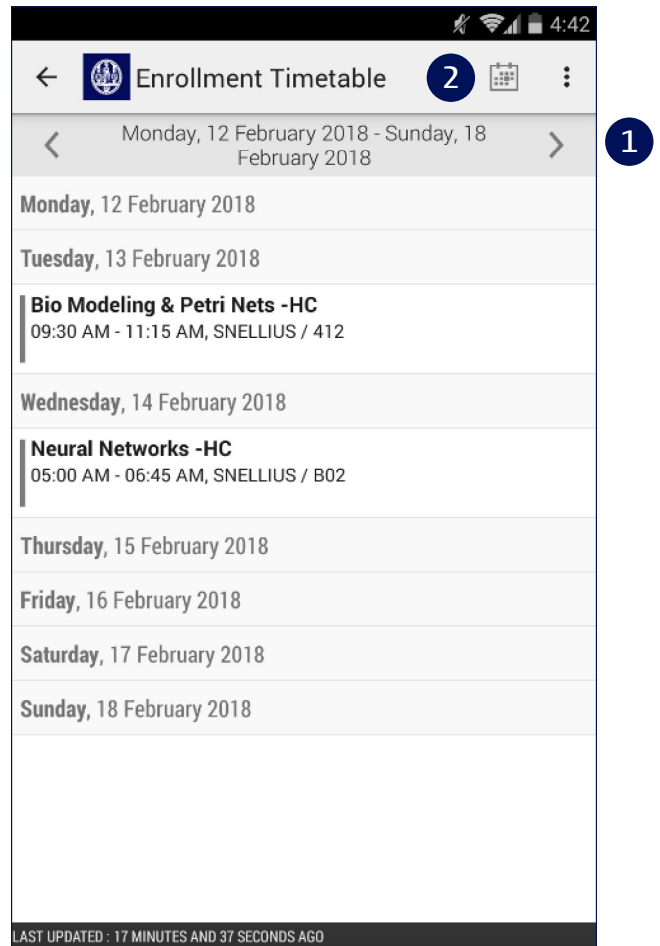 4:42
Enrollment Timetable 2
Monday, 12 February 2018 - Sunday, 18
February 2018
1
Monday, 12 February 2018
Tuesday, 13 February 2018
Bio Modeling & Petri Nets -HC
09:30 AM - 11:15 AM, SNELLIUS / 412
Wednesday, 14 February 2018
Neural Networks -HC
05:00 AM - 06:45 AM, SNELLIUS / B02
Thursday, 15 February 2018
Friday, 16 February 2018
Saturday, 17 February 2018
Sunday, 18 February 2018
LAST UPDATED : 17 MINUTES AND 37 SECONDS AGO